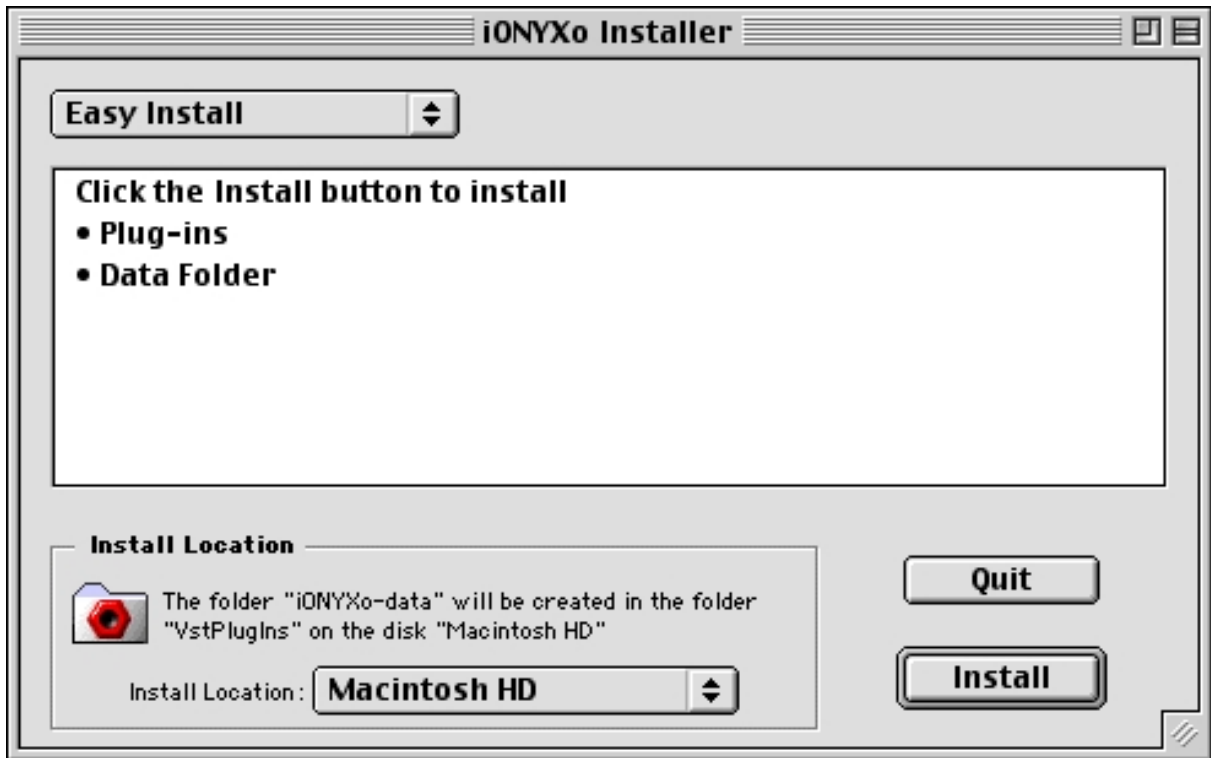 iONYXo Installer
Easy Install
Click the Install button to install
• Plug-ins
• Data Folder
Install Location
The folder "iONYXo-data" will be created in the folder
"VstPlugIns" on the disk "Macintosh HD"
Install Location: Macintosh HD
Quit
Install